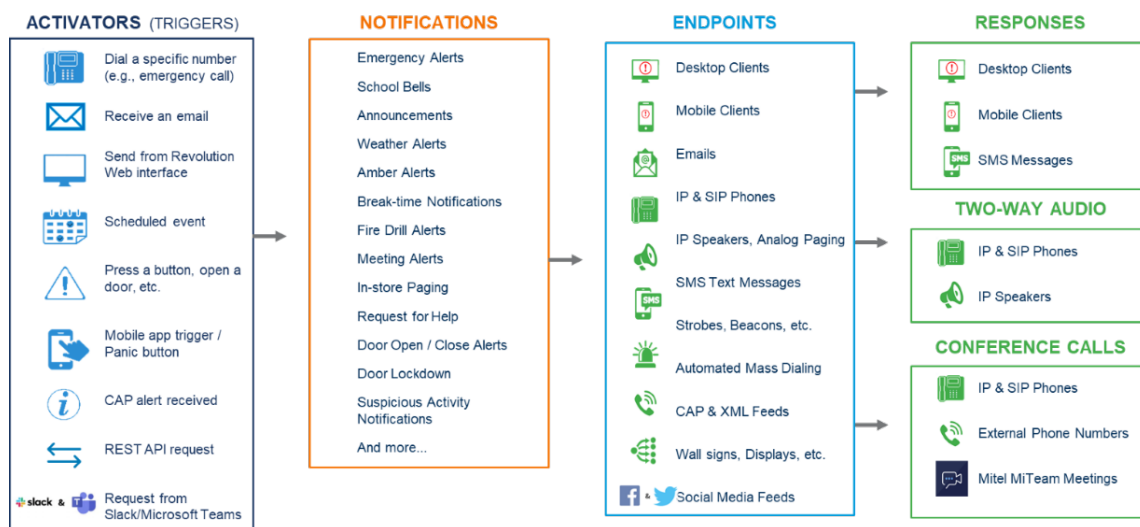 ACTIVATORS (TRIGGERS)
Dial a specific number
(e.g., emergency call)
Receive an email
Send from Revolution
Web interface
Scheduled event
Press a button, open a
door, etc.
Mobile app trigger /
Panic button
CAP alert received
REST API request
slack & T
Request from
Slack/Microsoft Teams
NOTIFICATIONS
Emergency Alerts
School Bells
Announcements
Weather Alerts
Amber Alerts
Break-time Notifications
Fire Drill Alerts
Meeting Alerts
In-store Paging
Request for Help
Door Open / Close Alerts
Door Lockdown
Suspicious Activity
Notifications
And more...
ENDPOINTS
Desktop Clients
Mobile Clients
Emails
IP & SIP Phones
IP Speakers, Analog Paging
SMS
SMS Text Messages
Strobes, Beacons, etc.
Automated Mass Dialing
CAP & XML Feeds
Wall signs, Displays, etc.
f & Social Media Feeds
RESPONSES
Desktop Clients
Mobile Clients
SMS
SMS Messages
TWO-WAY AUDIO
IP & SIP Phones
IP Speakers
CONFERENCE CALLS
IP & SIP Phones
External Phone Numbers
Mitel MiTeam Meetings